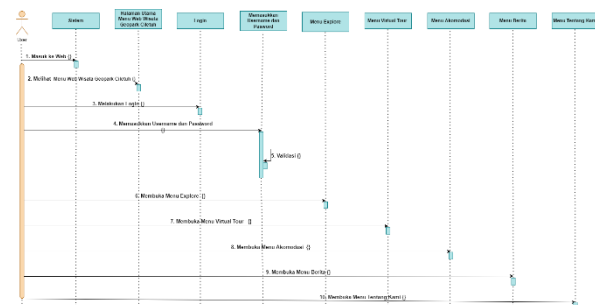 Sistem
Halaman Utama
Menu Web Wisata
Geopark Ciletuh
Login
Memasukkan
Username dan
Password
Menu Explore
Menu Virtual Tour
Menu Akomodasi
Menu Berita
Menu Tentang Kami
User
1. Masuk ke Web ()
2. Melihat Menu Web Wisata Geopark Ciletuh ()
3. Melakukan Login ()
4. Memasukkan Username dan Password
()
5. Validasi ()
6. Membuka Menu Explore ()
7. Membuka Menu Virtual Tour ()
8. Membuka Menu Akomodasi ()
9. Membuka Menu Berita ()
10. Membuka Menu Tentang Kami ()